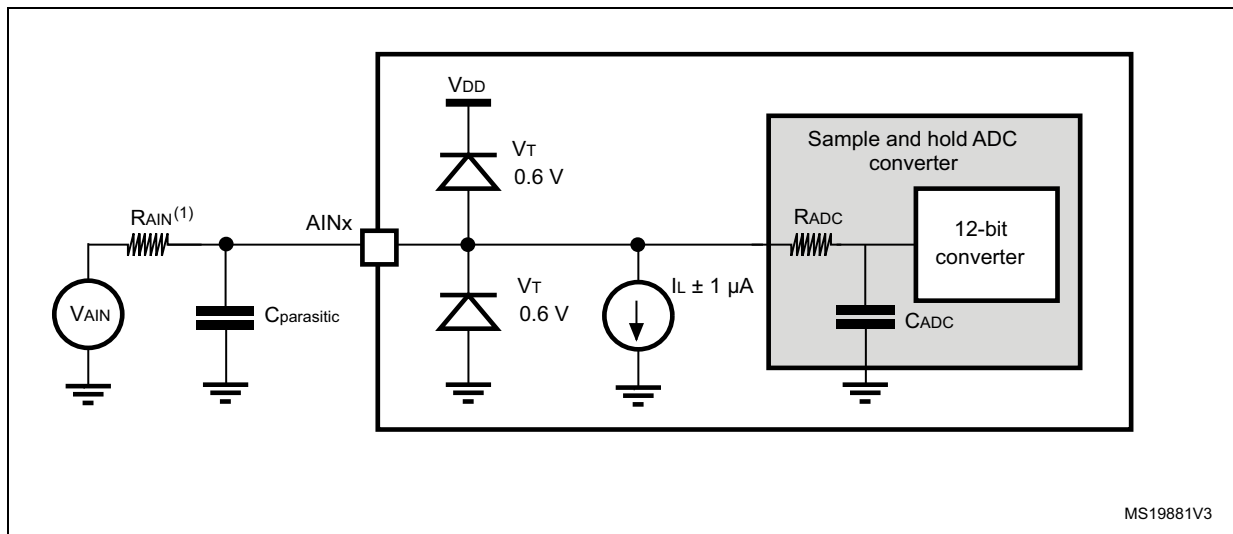 VDD
Sample and hold ADC
converter
VT
0.6 V
RAIN(1)
AINx
RADC
12-bit
converter
VAIN
Cparasitic
VT
0.6 V
IL ± 1 µA
CADC
MS19881V3